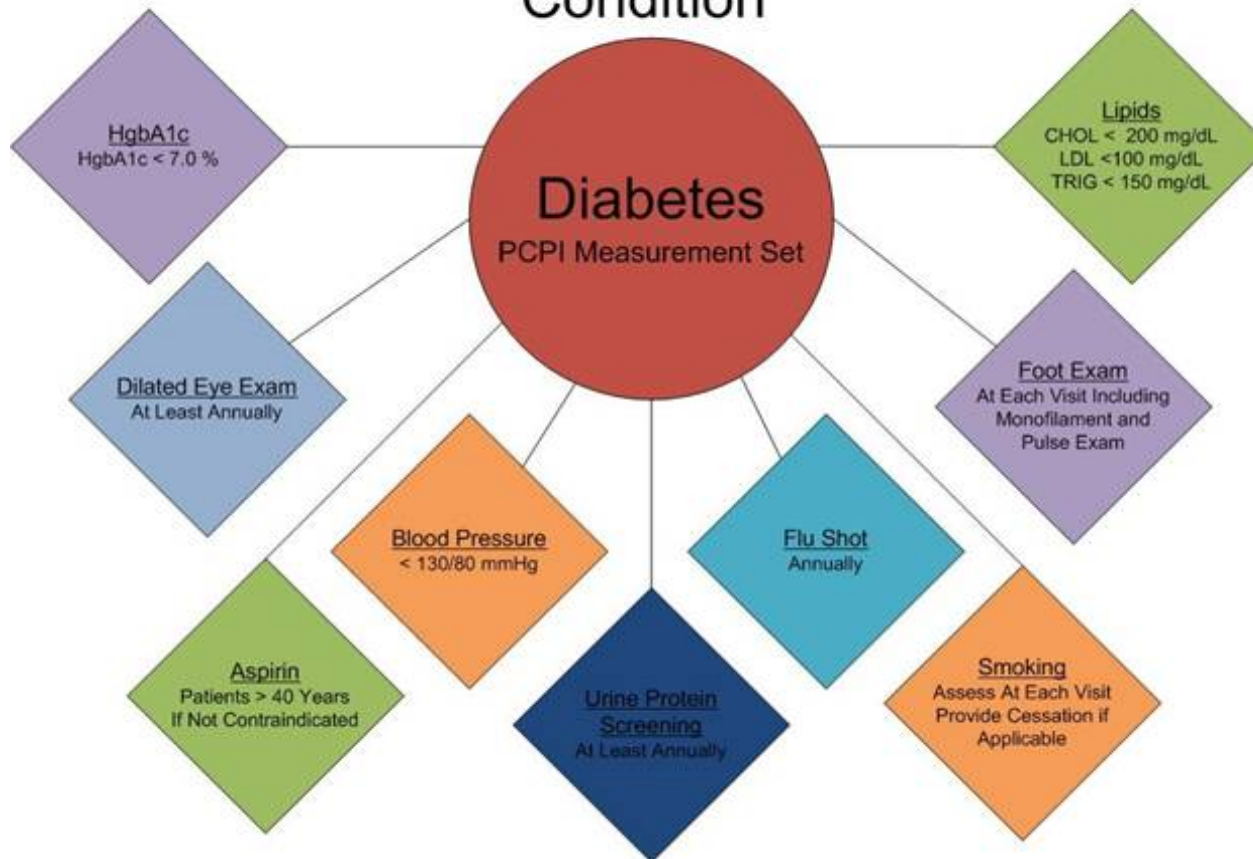 Condition
Diabetes
PCPI Measurement Set
HgbA1c
HgbA1c < 7.0 %
Lipids
CHOL < 200 mg/dL
LDL <100 mg/dL
TRIG < 150 mg/dL
Dilated Eye Exam
At Least Annually
Foot Exam
At Each Visit Including
Monofilament and
Pulse Exam
Blood Pressure
< 130/80 mmHg
Flu Shot
Annually
Aspirin
Patients > 40 Years
If Not Contraindicated
Urine Protein
Screening
At Least Annually
Smoking
Assess At Each Visit
Provide Cessation if
Applicable